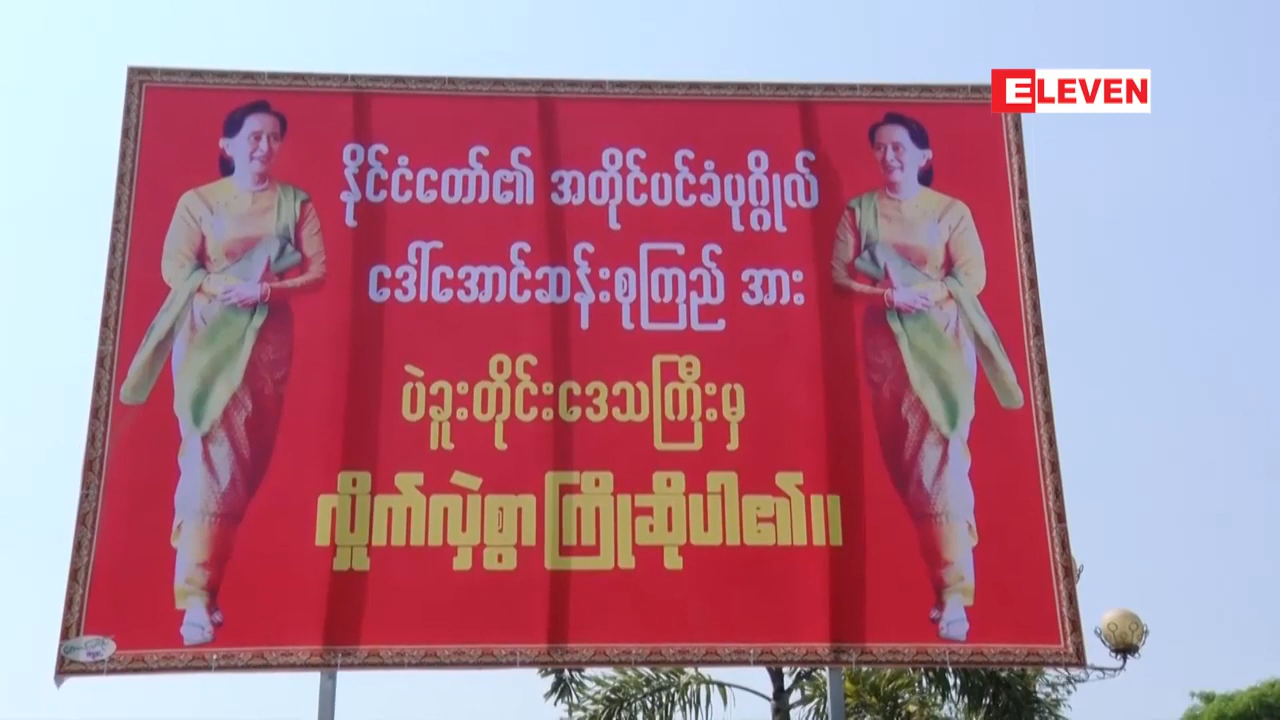 ELEVEN
နိုင်ငံတော်၏ အတိုင်ပင်ခံပုဂ္ဂိုလ်
ဒေါ်အောင်ဆန်းစုကြည် အား
ပဲခူးတိုင်းဒေသကြီးမှ
လှိုက်လှဲစွာ ကြိုဆိုပါ၏။